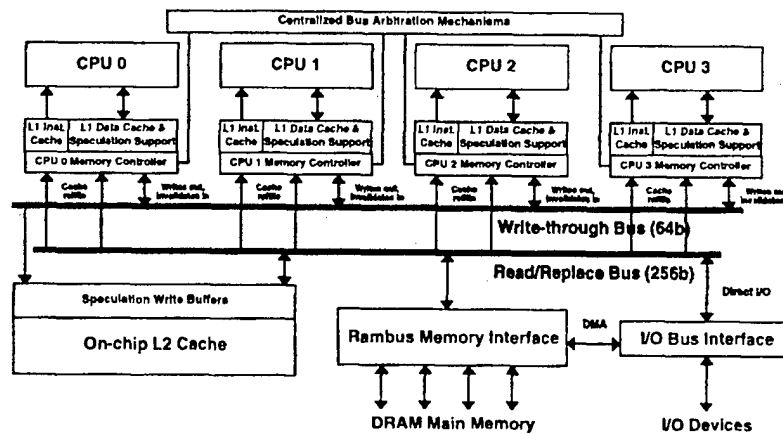 Centralized Bus Arbitration Mechanisms
CPU 0
CPU 1
CPU 2
CPU 3
L1 Inst. L1 Data Cache &
Cache Speculation Support
CPU 0 Memory Controller
L1 Inst. L1 Data Cache &
Cache Speculation Support
CPU 1 Memory Controller
L1 Inst. L1 Data Cache &
Cache Speculation Support
CPU 2 Memory Controller
L1 Inst. L1 Data Cache &
Cache Speculation Support
CPU 3 Memory Controller
Cache
refills
Writes out,
invalidates in
Cache
refills
Writes out,
invalidates in
Cache
refills
Writes out,
invalidates in
Cache
refills
Writes out,
invalidates in
Write-through Bus (64b)
Read/Replace Bus (256b)
Speculation Write Buffers
On-chip L2 Cache
Rambus Memory Interface
DMA
Direct I/O
I/O Bus Interface
DRAM Main Memory
I/O Devices